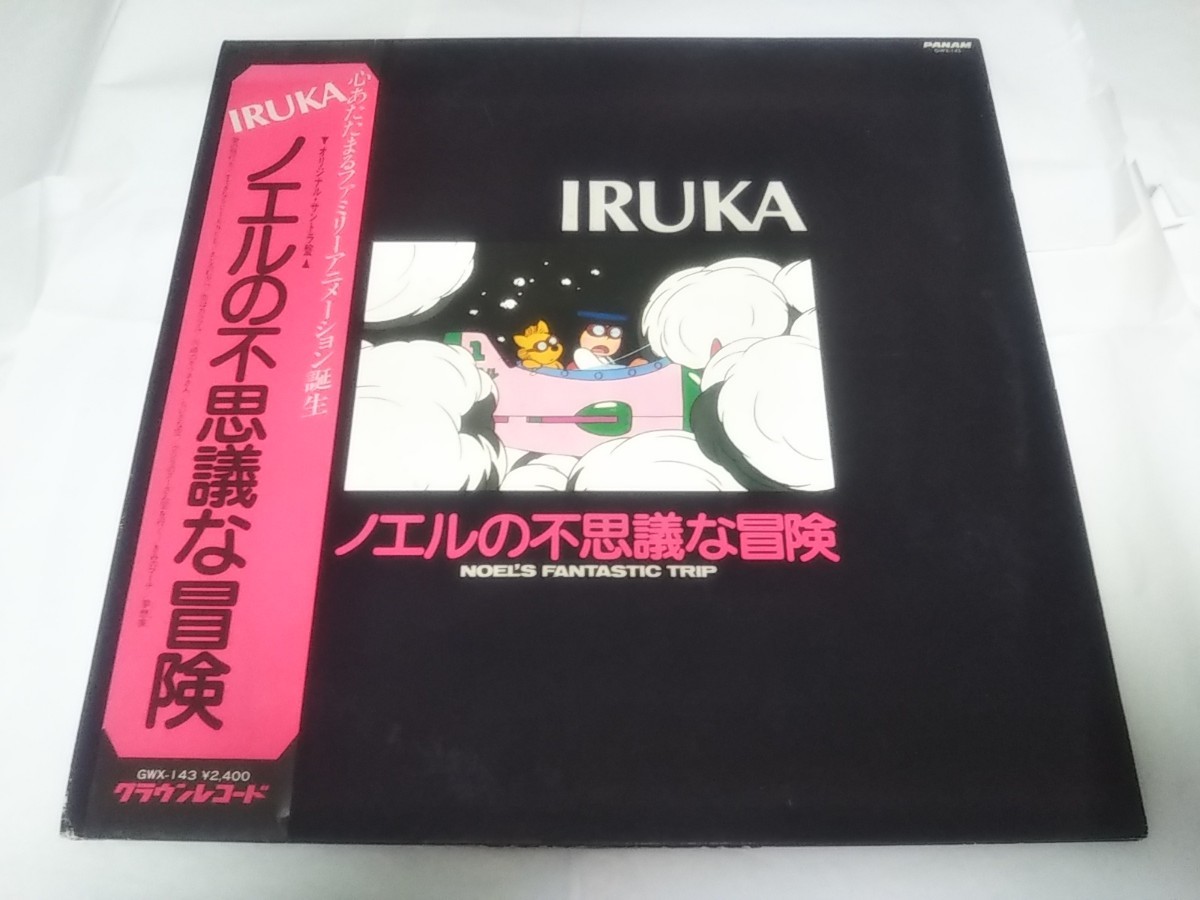 IRUKA
ノエルの不思議な冒険
心あたたまるファミリーアニメーション誕生
▼オリジナル・サントラ盤▲
GWX-143 ¥2,400
クラウンレコード
PANAM
IRUKA
ノエルの不思議な冒険
NOEL'S FANTASTIC TRIP